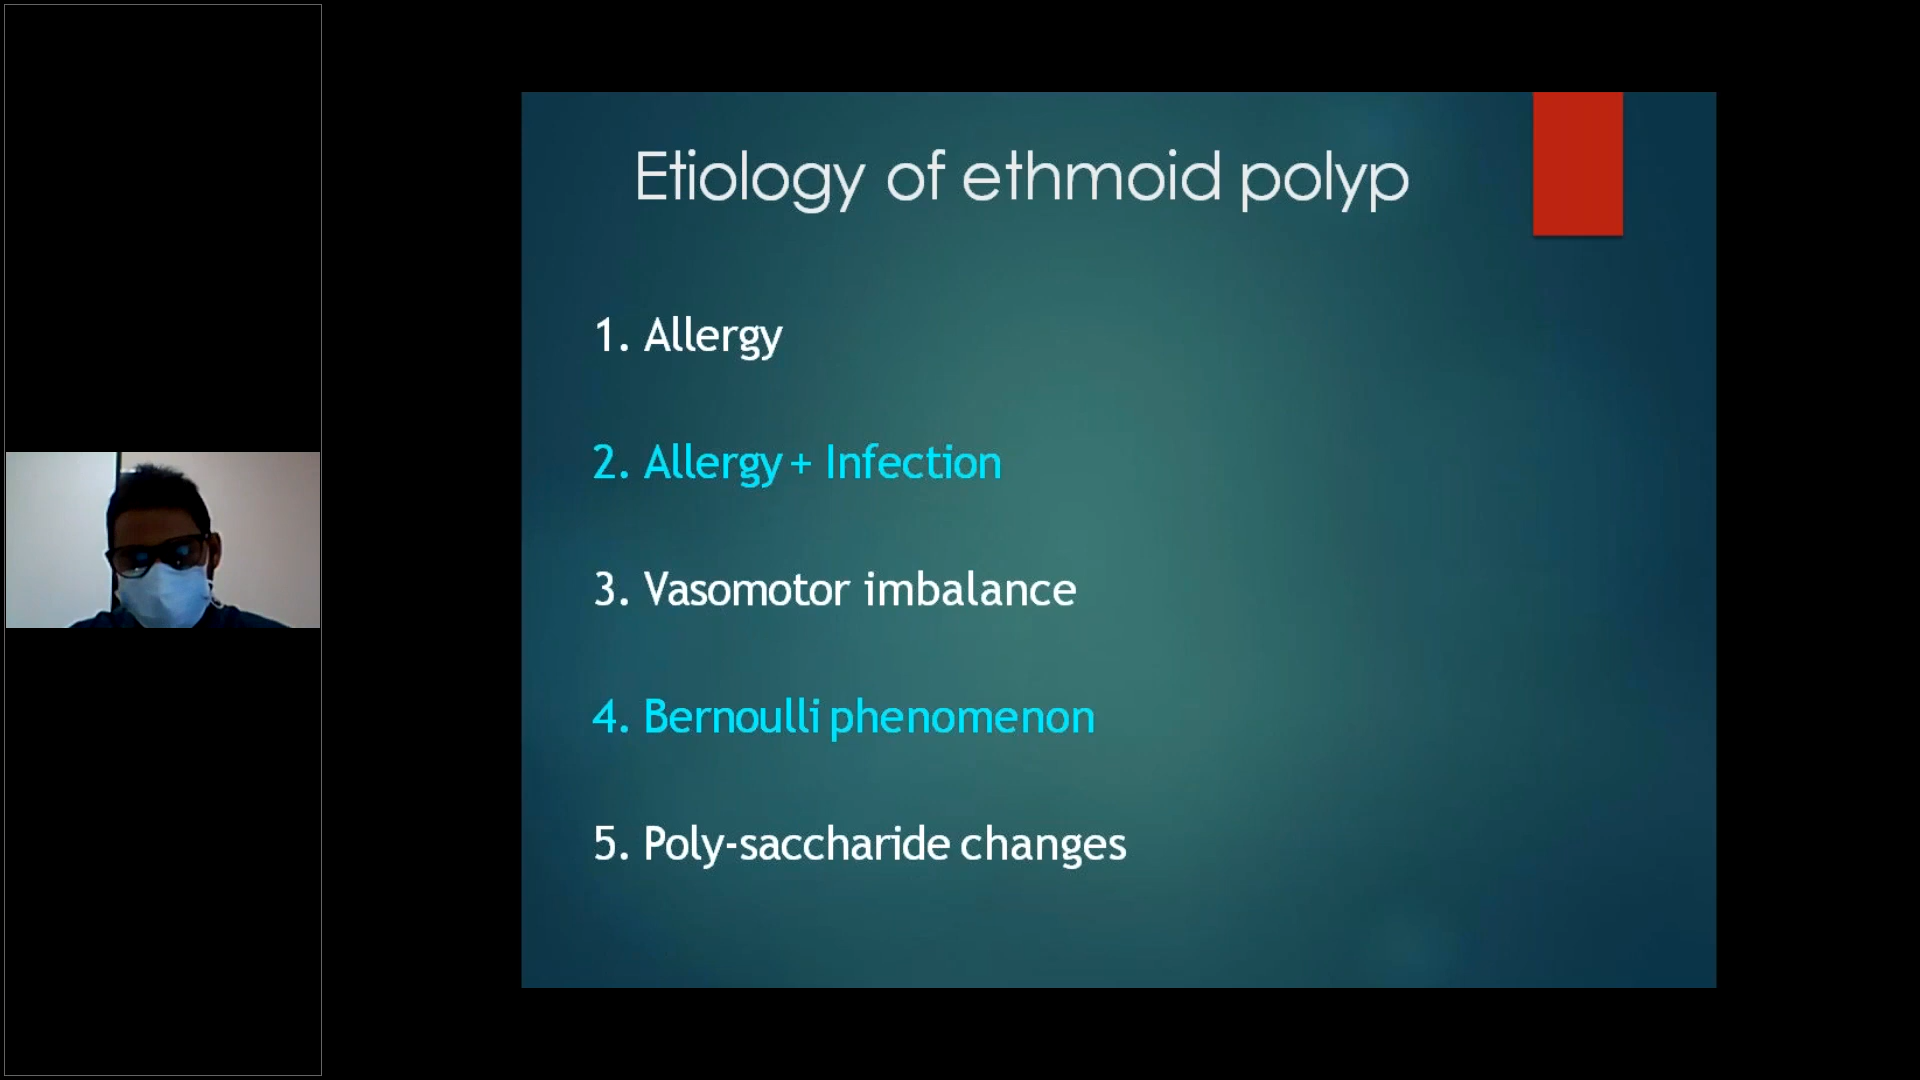 Etiology of ethmoid polyp
1. Allergy
2. Allergy + Infection
3. Vasomotor imbalance
4. Bernoulli phenomenon
5. Poly-saccharide changes